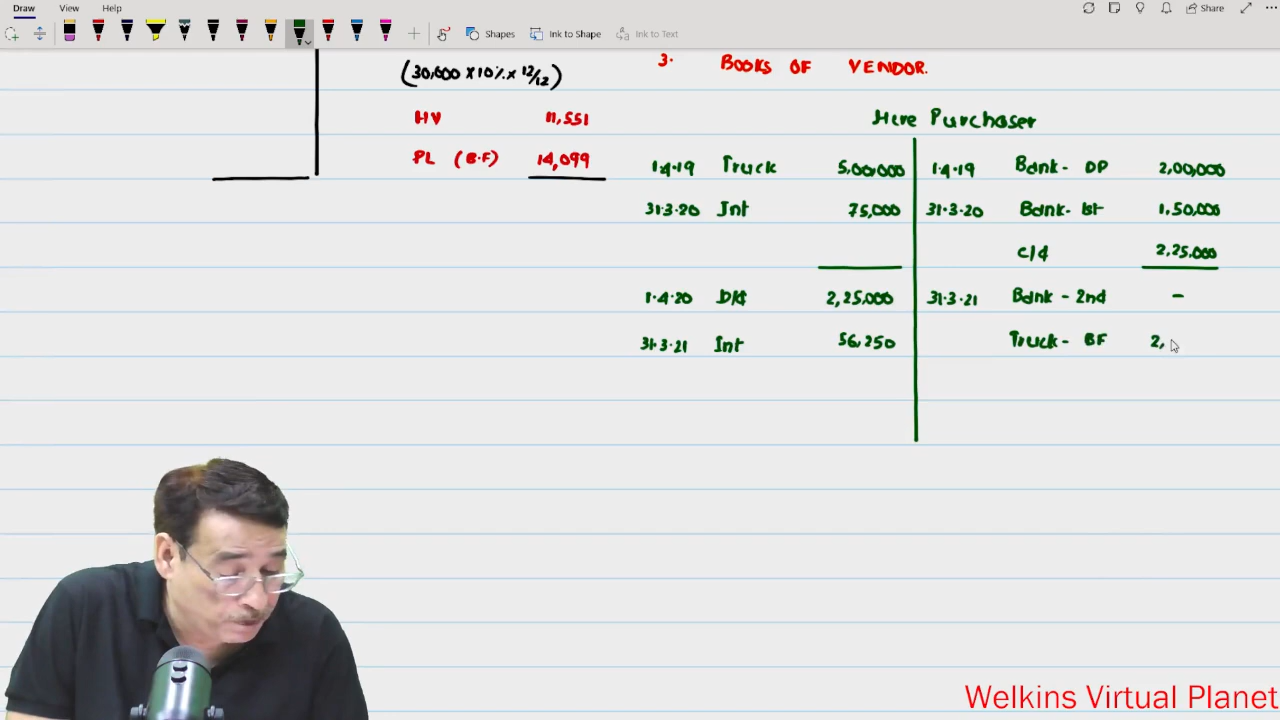 Draw View Help
Share
Shapes Ink to Shape Ink to Text
(30,000 x 10% x 12/12)
HV 11,551
PL (B.F) 14,099
3. BOOKS OF VENDOR.
Hire Purchaser
1.4.19 Truck 5,00,000 1.4.19 Bank - DP 2,00,000
31.3.20 Int 75,000 31.3.20 Bank - 1st 1,50,000
c/d 2,25,000
1.4.20 2,25,000 31.3.21 Bank - 2nd -
31.3.21 Int 56,250 Truck - BF 2,
Welkins Virtual Planet